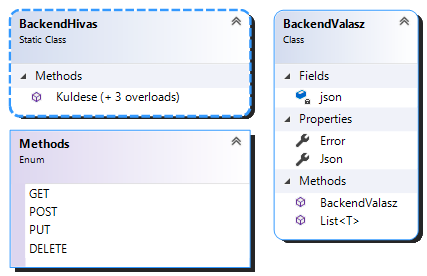 BackendHivas
Static Class
Methods
Kuldese (+ 3 overloads)
Methods
Enum
GET
POST
PUT
DELETE
BackendValasz
Class
Fields
json
Properties
Error
Json
Methods
BackendValasz
List<T>